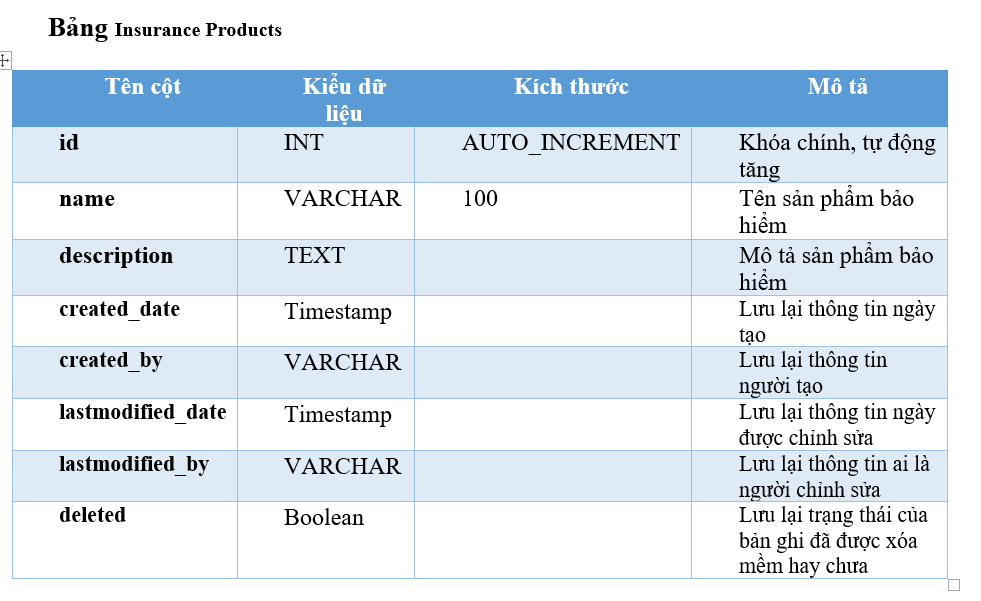 Bảng Insurance Products
Tên cột
Kiểu dữ
liệu
Kích thước
Mô tả
id
INT
AUTO_INCREMENT
Khóa chính, tự động
tăng
name
VARCHAR
100
Tên sản phẩm bảo
hiểm
description
TEXT
Mô tả sản phẩm bảo
hiểm
created_date
Timestamp
Lưu lại thông tin ngày
tạo
created_by
VARCHAR
Lưu lại thông tin
người tạo
lastmodified_date
Timestamp
Lưu lại thông tin ngày
được chỉnh sửa
lastmodified_by
VARCHAR
Lưu lại thông tin ai là
người chỉnh sửa
deleted
Boolean
Lưu lại trạng thái của
bản ghi đã được xóa
mềm hay chưa